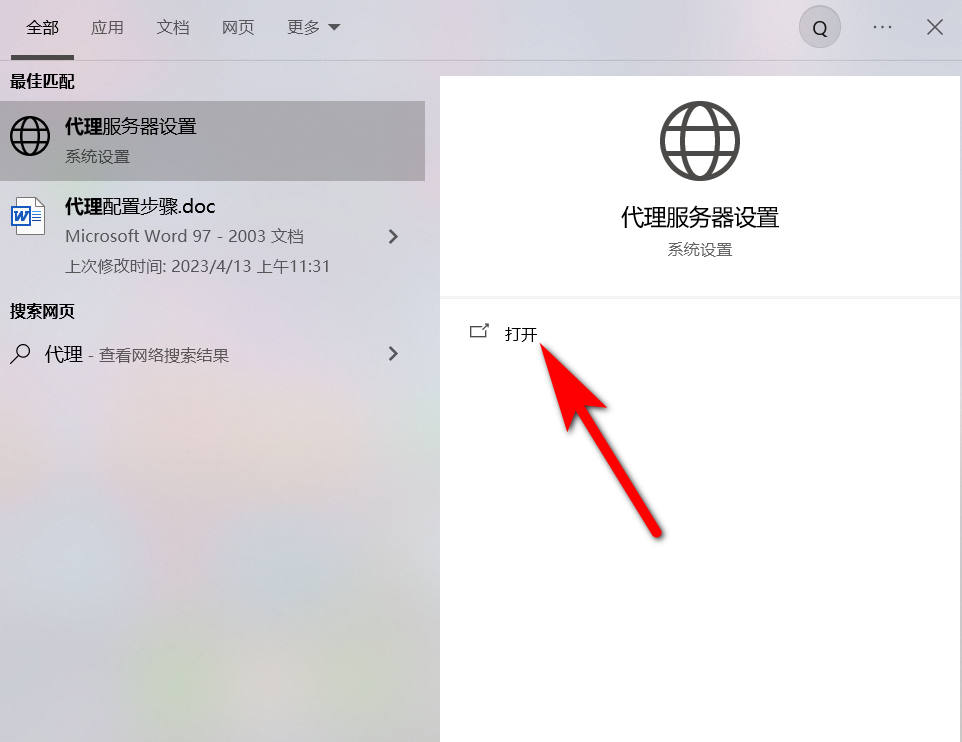 全部 应用 文档 网页 更多
Q ···
最佳匹配
代理服务器设置
系统设置
代理配置步骤.doc
Microsoft Word 97 - 2003 文档
上次修改时间: 2023/4/13 上午11:31
搜索网页
代理 - 查看网络搜索结果
代理服务器设置
系统设置
打开